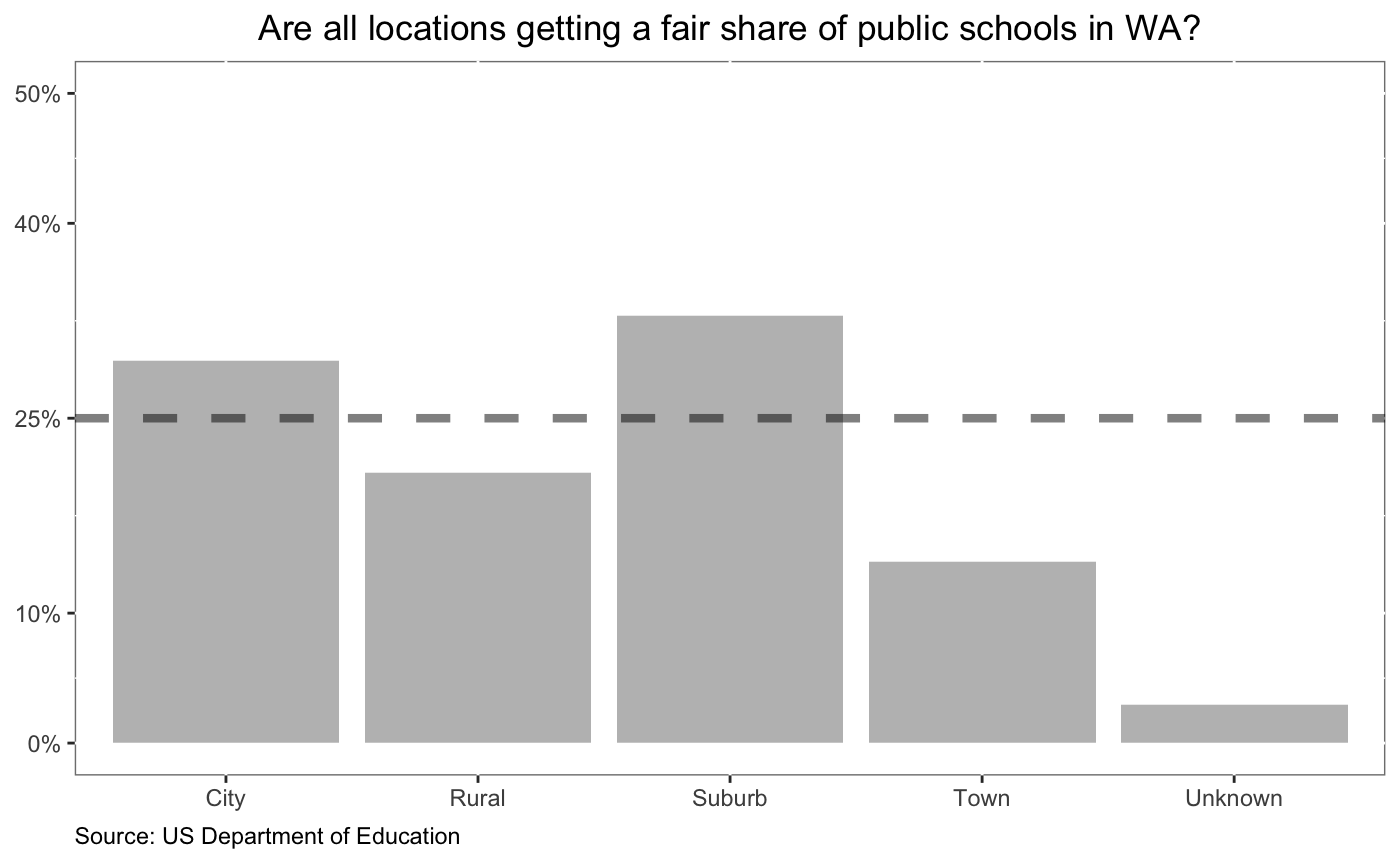 Are all locations getting a fair share of public schools in WA?
50%
40%
25%
10%
0%
City Rural Suburb Town Unknown
Source: US Department of Education